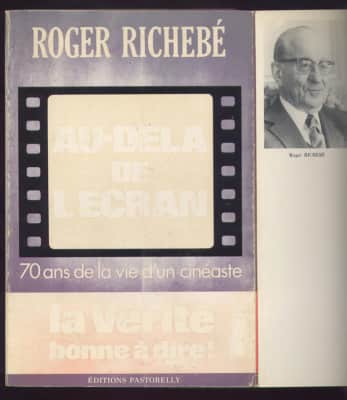 ROGER RICHEBÉ
AU-DELA
DE
L'ECRAN
70 ans de la vie d'un cinéaste
la vérité
bonne à dire!
ÉDITIONS PASTORELLY
Roger RICHEBÉ